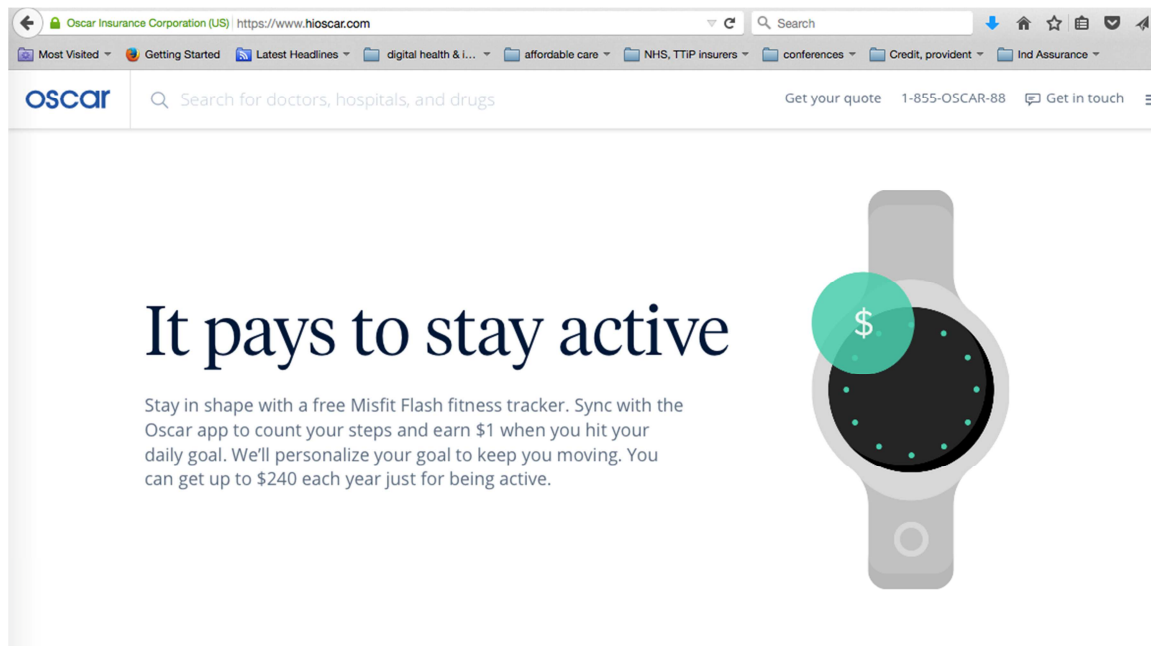 Oscar Insurance Corporation (US) https://www.hioscar.com Search
Most Visited Getting Started Latest Headlines digital health & i... affordable care NHS, TTiP insurers conferences Credit, provident Ind Assurance
oscar Search for doctors, hospitals, and drugs Get your quote 1-855-OSCAR-88 Get in touch
It pays to stay active
$
Stay in shape with a free Misfit Flash fitness tracker. Sync with the
Oscar app to count your steps and earn $1 when you hit your
daily goal. We'll personalize your goal to keep you moving. You
can get up to $240 each year just for being active.